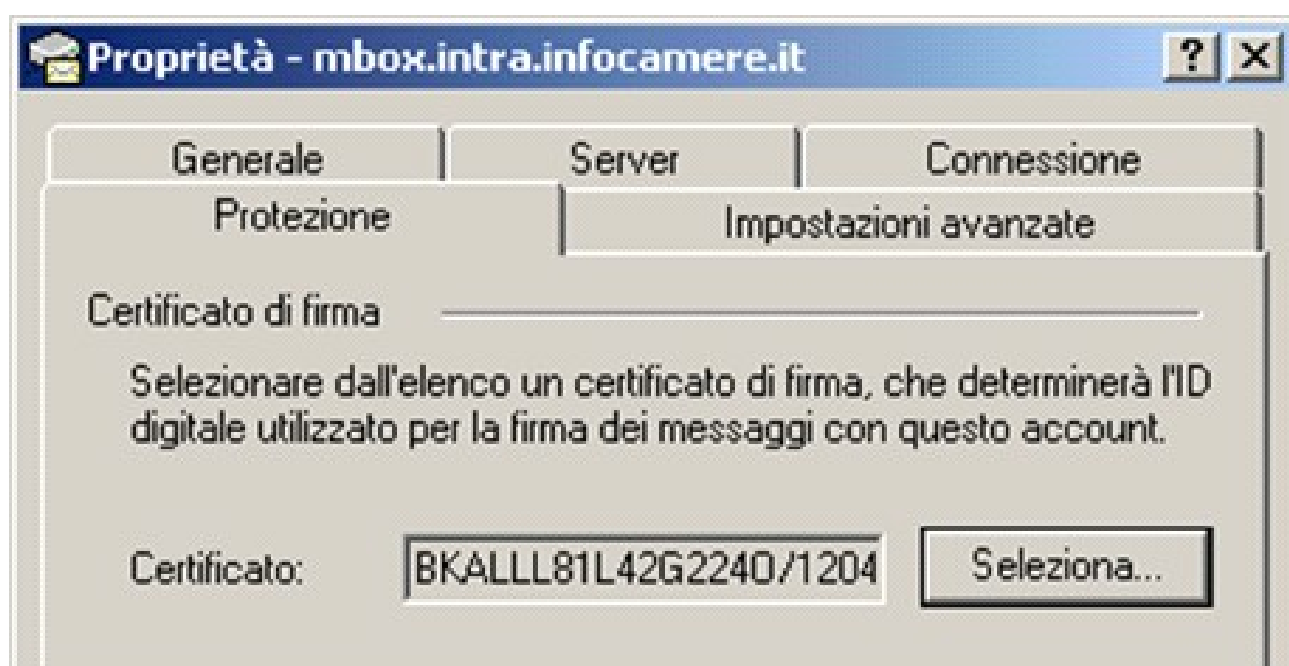 Proprietà - mbox.intra.infocamere.it
Generale Server Connessione
Protezione Impostazioni avanzate
Certificato di firma
Selezionare dall'elenco un certificato di firma, che determinerà l'ID
digitale utilizzato per la firma dei messaggi con questo account.
Certificato: BKALLL81L42G224O/1204 Seleziona...